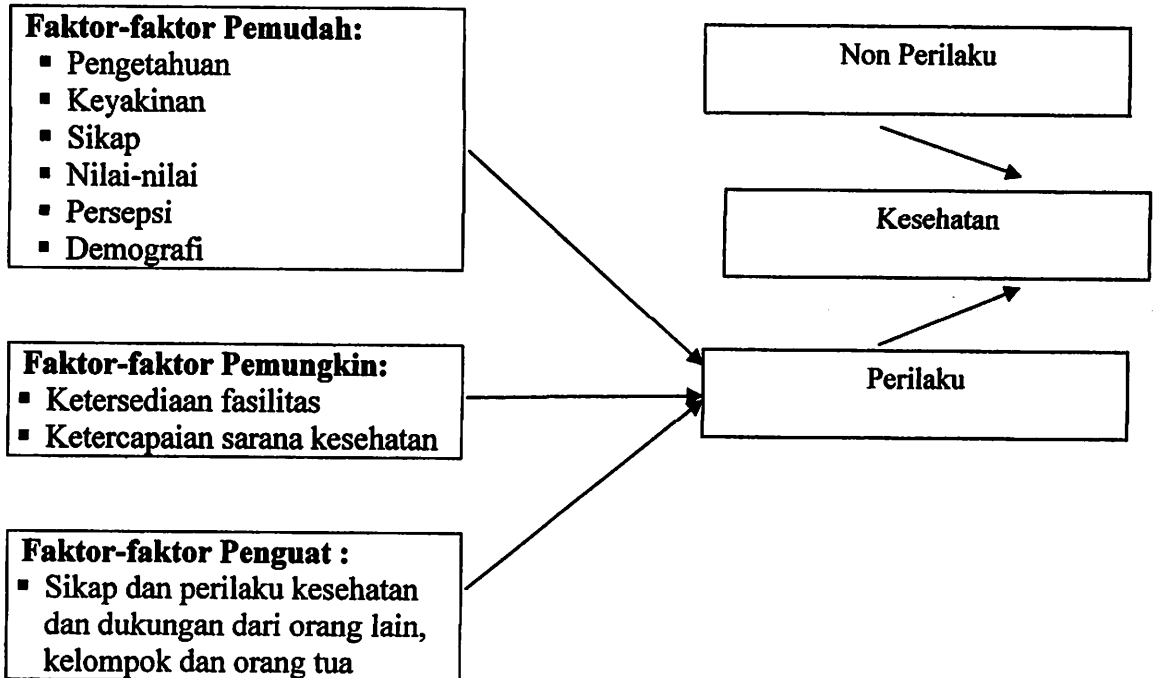 Faktor-faktor Pemudah:
▪ Pengetahuan
▪ Keyakinan
▪ Sikap
▪ Nilai-nilai
▪ Persepsi
▪ Demografi
Faktor-faktor Pemungkin:
▪ Ketersediaan fasilitas
▪ Ketercapaian sarana kesehatan
Faktor-faktor Penguat :
▪ Sikap dan perilaku kesehatan
dan dukungan dari orang lain,
kelompok dan orang tua
Non Perilaku
Kesehatan
Perilaku